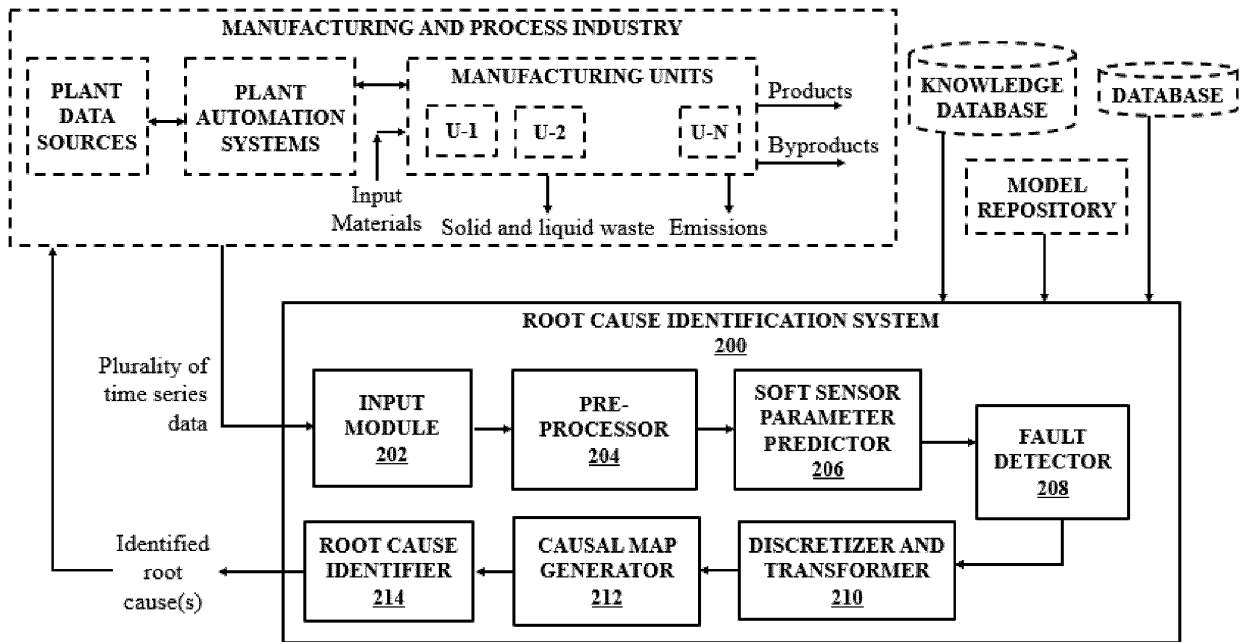 MANUFACTURING AND PROCESS INDUSTRY
PLANT
DATA
SOURCES
PLANT
AUTOMATION
SYSTEMS
MANUFACTURING UNITS
U-1
U-2
U-N
Products
Byproducts
Input
Materials
Solid and liquid waste
Emissions
KNOWLEDGE
DATABASE
DATABASE
MODEL
REPOSITORY
ROOT CAUSE IDENTIFICATION SYSTEM
200
Plurality of
time series
data
INPUT
MODULE
202
PRE-
PROCESSOR
204
SOFT SENSOR
PARAMETER
PREDICTOR
206
FAULT
DETECTOR
208
DISCRETIZER AND
TRANSFORMER
210
CAUSAL MAP
GENERATOR
212
ROOT CAUSE
IDENTIFIER
214
Identified
root
cause(s)